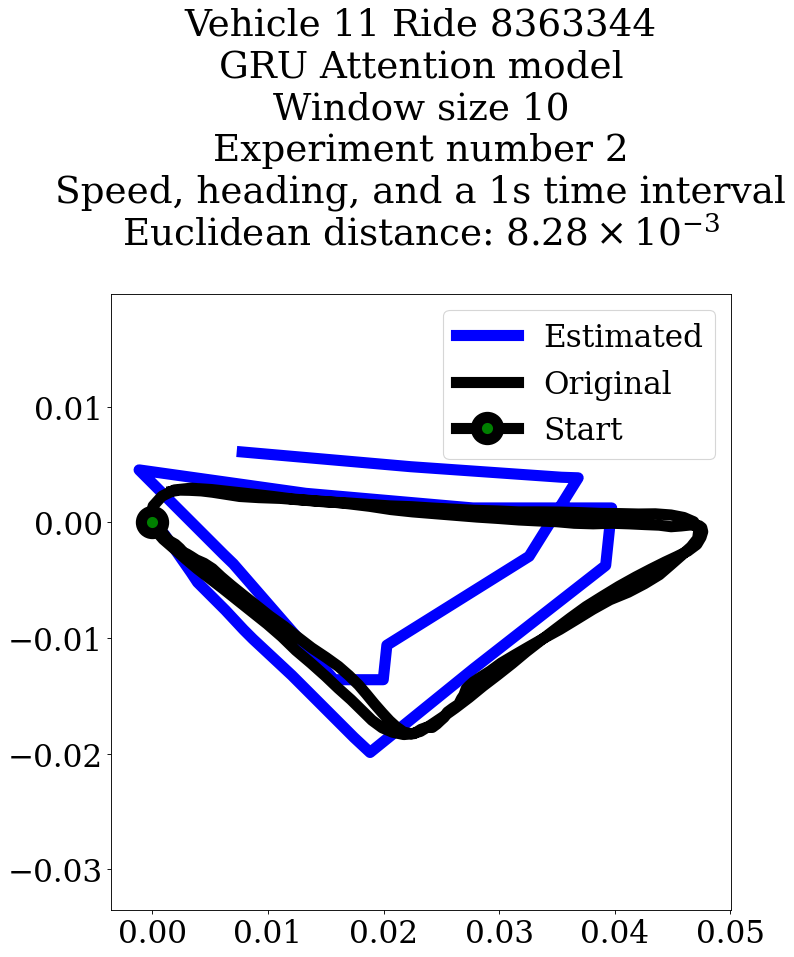 Vehicle 11 Ride 8363344
GRU Attention model
Window size 10
Experiment number 2
Speed, heading, and a 1s time interval
Euclidean distance: 8.28 × 10⁻³
Estimated
Original
Start
0.01
0.00
−0.01
−0.02
−0.03
0.00 0.01 0.02 0.03 0.04 0.05